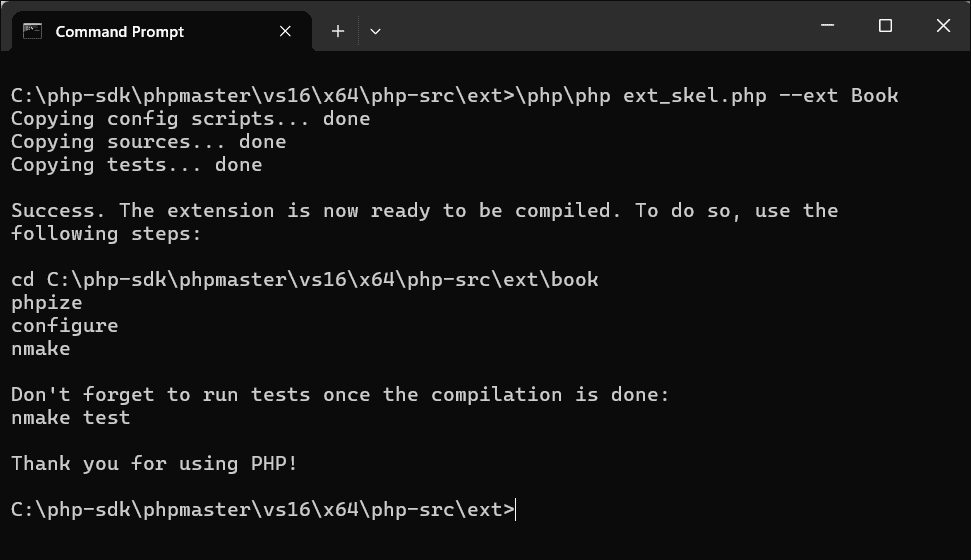 Command Prompt
C:\php-sdk\phpmaster\vs16\x64\php-src\ext>\php\php ext_skel.php --ext Book
Copying config scripts... done
Copying sources... done
Copying tests... done
Success. The extension is now ready to be compiled. To do so, use the
following steps:
cd C:\php-sdk\phpmaster\vs16\x64\php-src\ext\book
phpize
configure
nmake
Don't forget to run tests once the compilation is done:
nmake test
Thank you for using PHP!
C:\php-sdk\phpmaster\vs16\x64\php-src\ext>